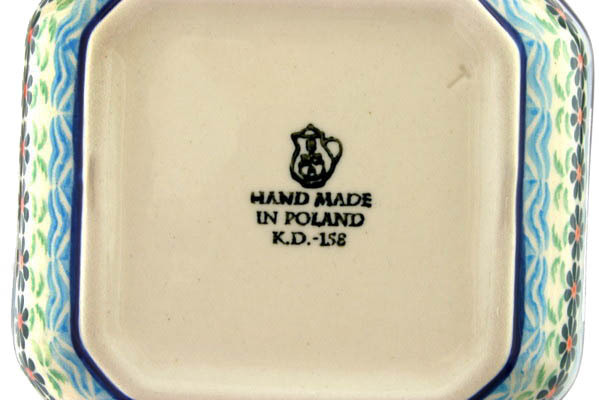 HAND MADE
IN POLAND
K.D.-158